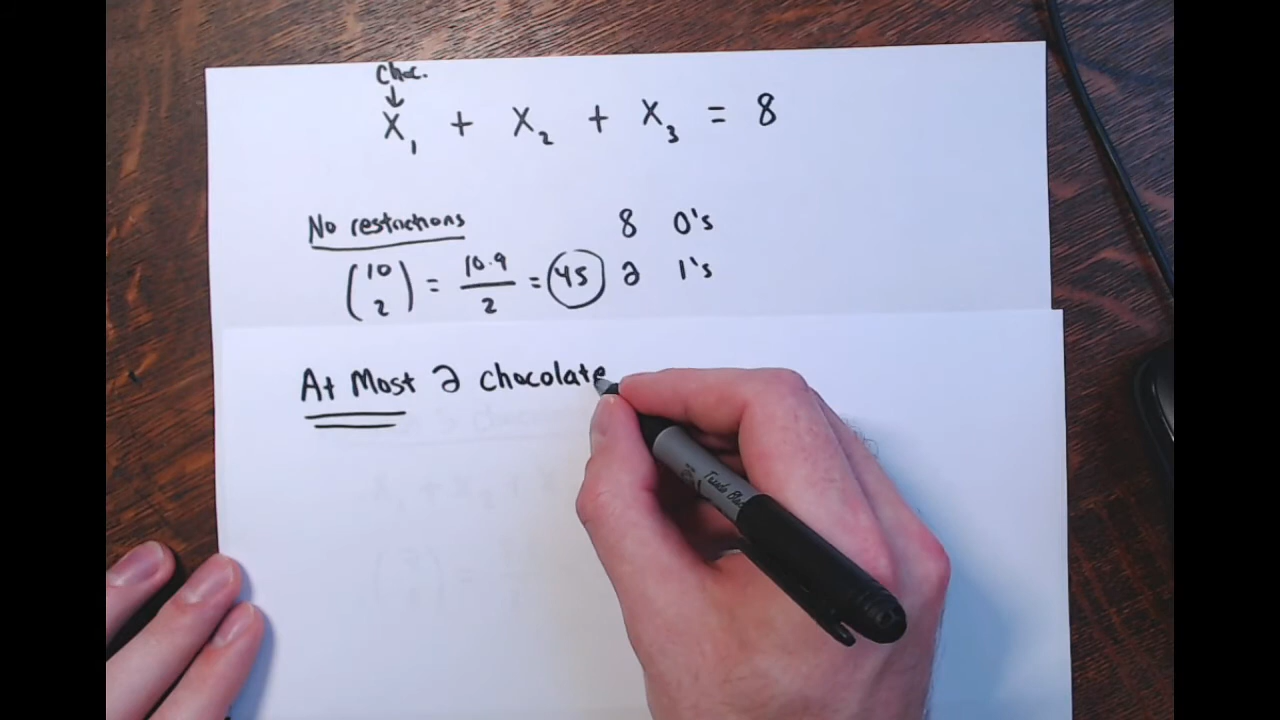 Choc.
↓
X₁ + X₂ + X₃ = 8
No restrictions
8 0's
(10 2) = 10·9 / 2 = 45 2 1's
At Most 2 chocolate